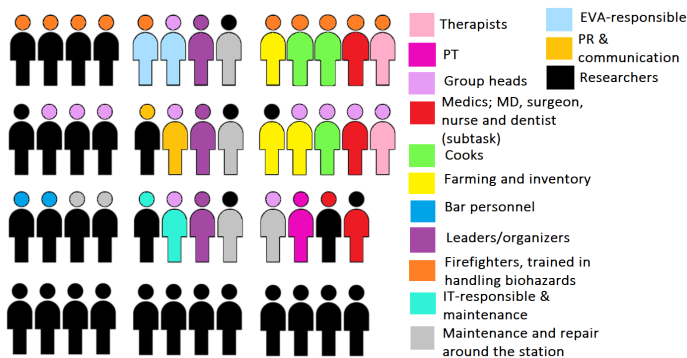 Therapists
PT
Group heads
Medics; MD, surgeon,
nurse and dentist
(subtask)
Cooks
Farming and inventory
Bar personnel
Leaders/organizers
Firefighters, trained in
handling biohazards
IT-responsible &
maintenance
Maintenance and repair
around the station
EVA-responsible
PR &
communication
Researchers